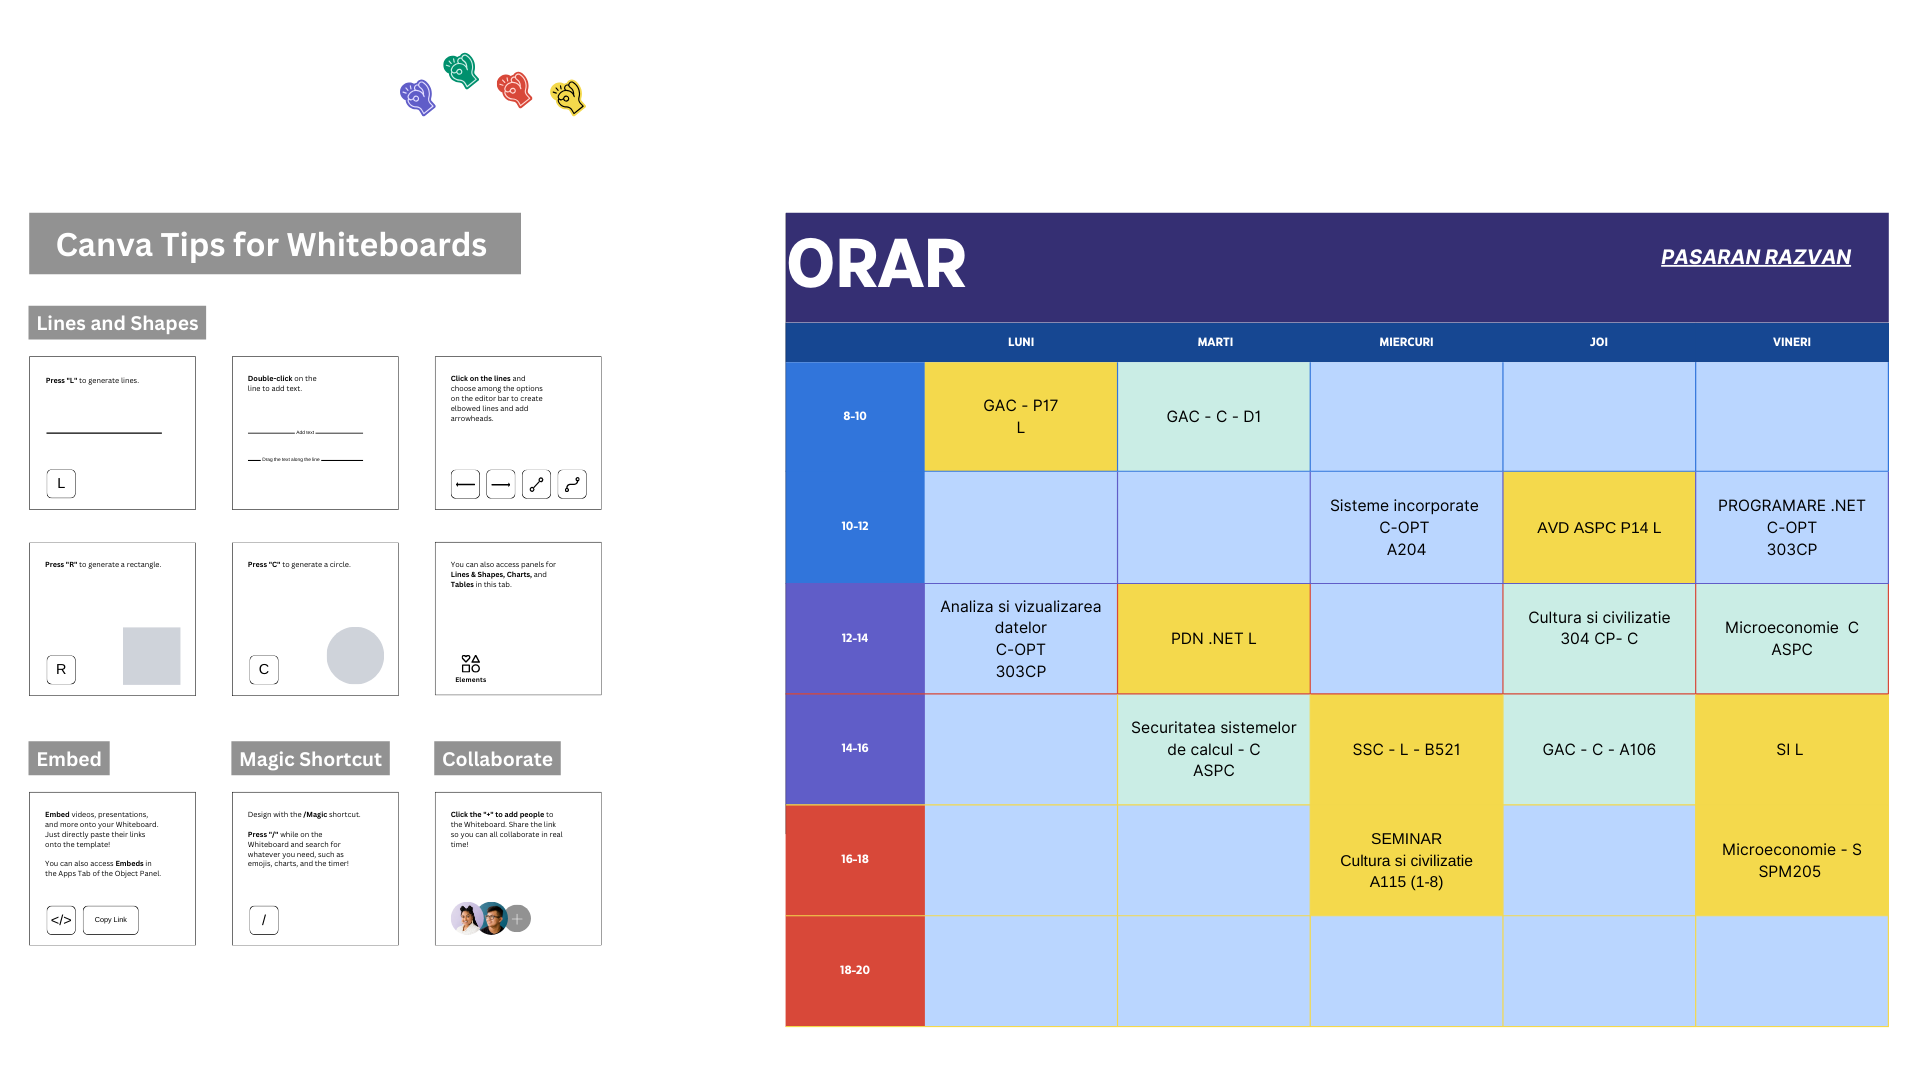 Canva Tips for Whiteboards
Lines and Shapes
Press "L" to generate lines.
L
Double-click on the
line to add text.
Add text
Drag the text along the line
Click on the lines and
choose among the options
on the editor bar to create
elbowed lines and add
arrowheads.
Press "R" to generate a rectangle.
R
Press "C" to generate a circle.
C
You can also access panels for
Lines & Shapes, Charts, and
Tables in this tab.
Elements
Embed
Embed videos, presentations,
and more onto your Whiteboard.
Just directly paste their links
onto the template!
You can also access Embeds in
the Apps Tab of the Object Panel.
</>
Copy Link
Magic Shortcut
Design with the /Magic shortcut.
Press "/" while on the
Whiteboard and search for
whatever you need, such as
emojis, charts, and the timer!
/
Collaborate
Click the "+" to add people to
the Whiteboard. Share the link
so you can all collaborate in real
time!
+
ORAR
PASARAN RAZVAN
LUNI
MARTI
MIERCURI
JOI
VINERI
8-10
GAC - P17
L
GAC - C - D1
10-12
Sisteme incorporate
C-OPT
A204
AVD ASPC P14 L
PROGRAMARE .NET
C-OPT
303CP
12-14
Analiza si vizualizarea
datelor
C-OPT
303CP
PDN .NET L
Cultura si civilizatie
304 CP- C
Microeconomie  C
ASPC
14-16
Securitatea sistemelor
de calcul - C
ASPC
SSC - L - B521
GAC - C - A106
SI L
16-18
SEMINAR
Cultura si civilizatie
A115 (1-8)
Microeconomie - S
SPM205
18-20